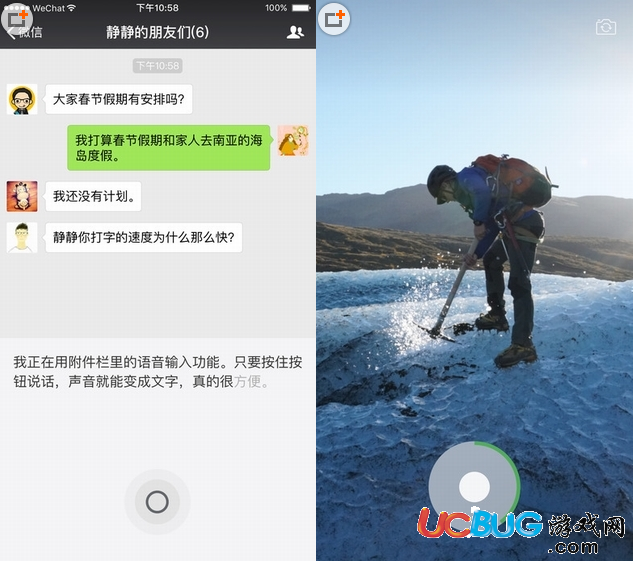 WeChat 下午10:58 100%
微信 静静的朋友们(6)
下午10:58
大家春节假期有安排吗?
我打算春节假期和家人去南亚的海
岛度假。
我还没有计划。
静静你打字的速度为什么那么快?
我正在用附件栏里的语音输入功能。只要按住按
钮说话,声音就能变成文字,真的很方便。
UCBUG游戏网
.com